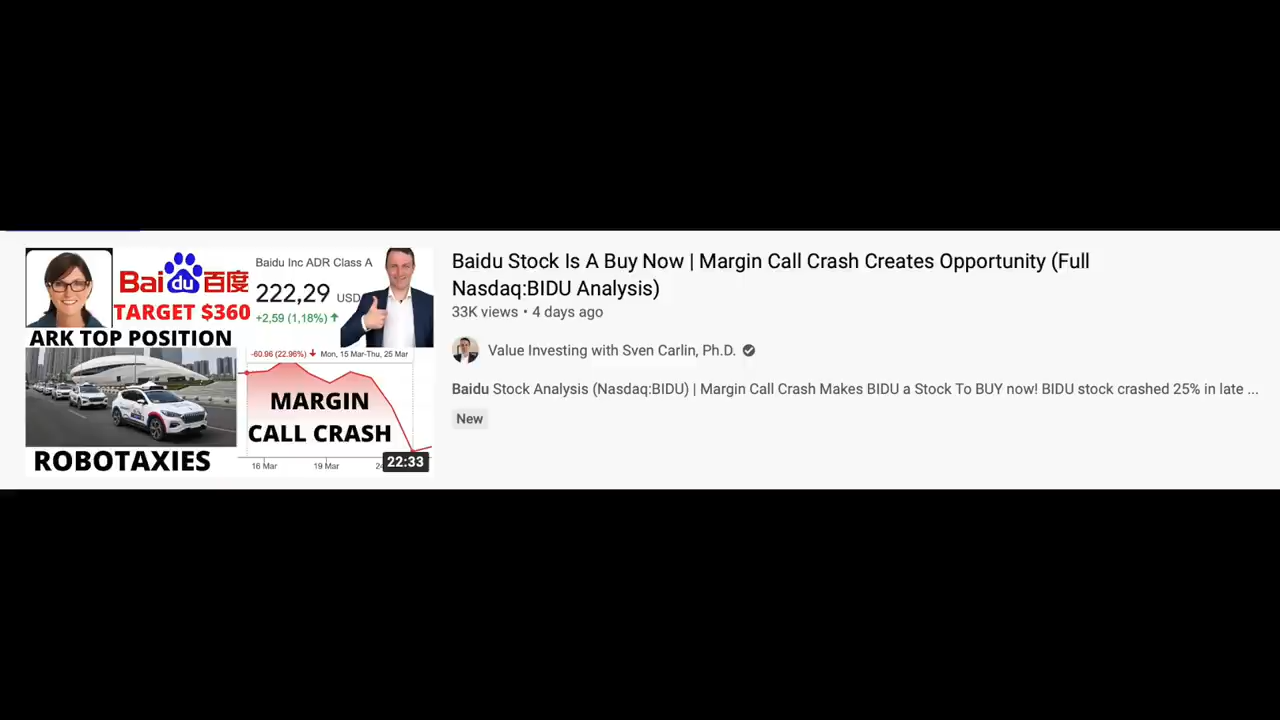 Bai du 百度
TARGET $360
ARK TOP POSITION
Baidu Inc ADR Class A
222,29 USD
+2,59 (1,18%) ↑
-60.96 (22.96%) ↓ Mon, 15 Mar-Thu, 25 Mar
MARGIN
CALL CRASH
16 Mar 19 Mar
22:33
ROBOTAXIES
Baidu Stock Is A Buy Now | Margin Call Crash Creates Opportunity (Full
Nasdaq:BIDU Analysis)
33K views • 4 days ago
Value Investing with Sven Carlin, Ph.D.
Baidu Stock Analysis (Nasdaq:BIDU) | Margin Call Crash Makes BIDU a Stock To BUY now! BIDU stock crashed 25% in late ...
New